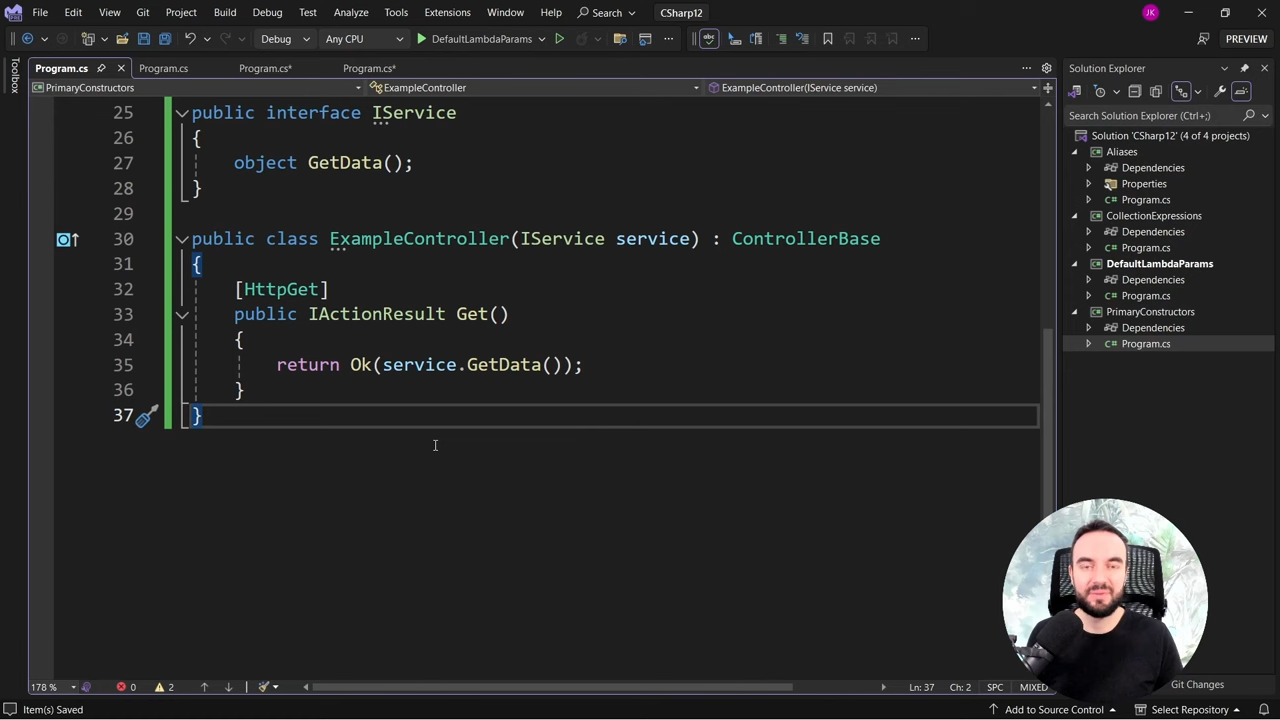 File Edit View Git Project Build Debug Test Analyze Tools Extensions Window Help Search CSharp12 JK
Debug Any CPU DefaultLambdaParams PREVIEW
Toolbox
Program.cs Program.cs Program.cs* Program.cs*
PrimaryConstructors ExampleController ExampleController(IService service)
25 public interface IService
26 {
27 object GetData();
28 }
29
30 public class ExampleController(IService service) : ControllerBase
31 {
32 [HttpGet]
33 public IActionResult Get()
34 {
35 return Ok(service.GetData());
36 }
37 }
178 % 0 2 Ln: 37 Ch: 2 SPC MIXED
Solution Explorer
Search Solution Explorer (Ctrl+;)
Solution 'CSharp12' (4 of 4 projects)
Aliases
Dependencies
Properties
Program.cs
CollectionExpressions
Dependencies
Program.cs
DefaultLambdaParams
Dependencies
Program.cs
PrimaryConstructors
Dependencies
Program.cs
Git Changes
Item(s) Saved Add to Source Control Select Repository